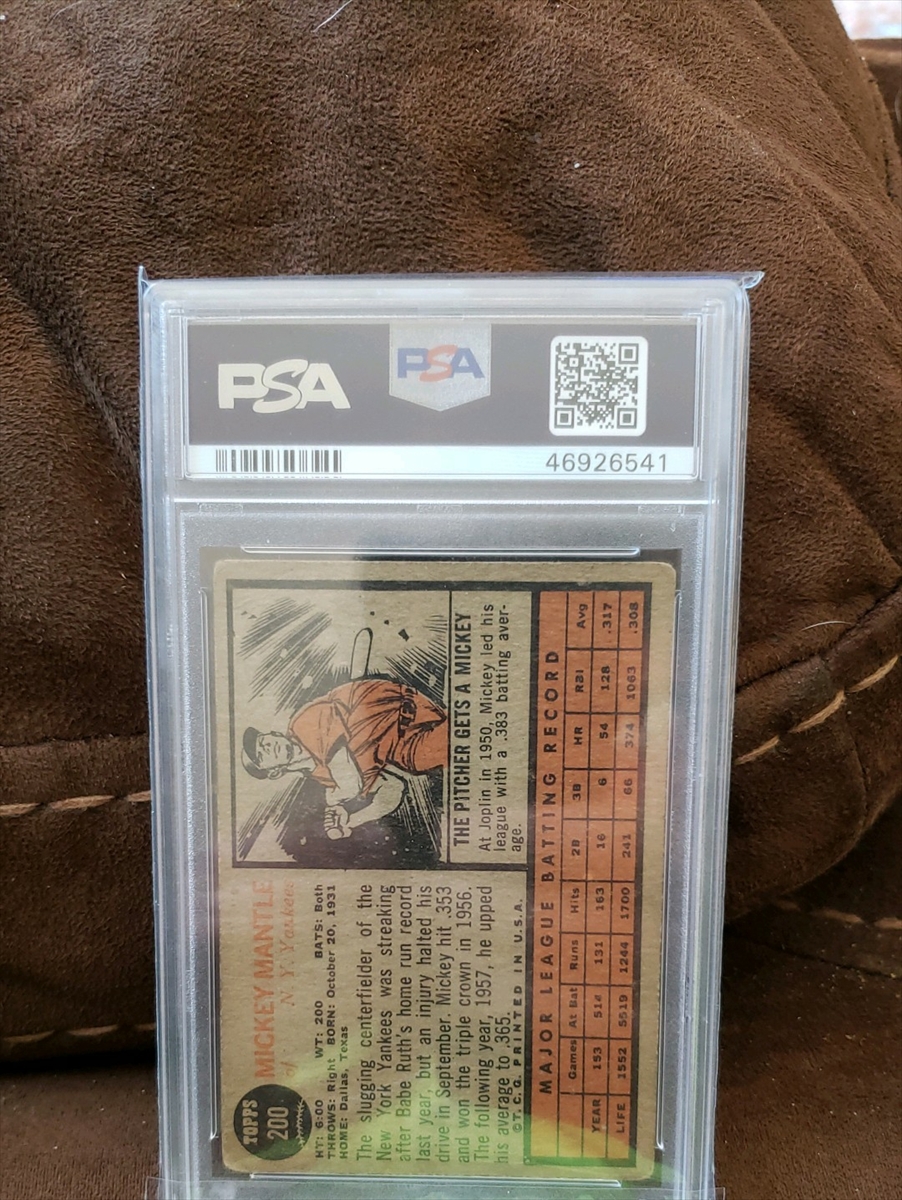 PSA
PSA
46926541
TOPPS
200
MICKEY MANTLE
of · N Y Yankees
HT: 6:00 WT: 200 BATS: Both
THROWS: Right BORN: October 20, 1931
HOME: Dallas, Texas
The slugging centerfielder of the
New York Yankees was streaking
after Babe Ruth's home run record
last year, but an injury halted his
drive in September. Mickey hit .353
and won the triple crown in 1956.
The following year, 1957, he upped
his average to .365.
©T.C.G. PRINTED IN U.S.A.
THE PITCHER GETS A MICKEY
At Joplin in 1950, Mickey led his
league with a .383 batting aver-
age.
MAJOR LEAGUE BATTING RECORD
Games At Bat Runs Hits 2B 3B HR RBI Avg
YEAR 153 514 131 163 16 6 54 128 .317
LIFE 1552 5519 1244 1700 241 66 374 1063 .308